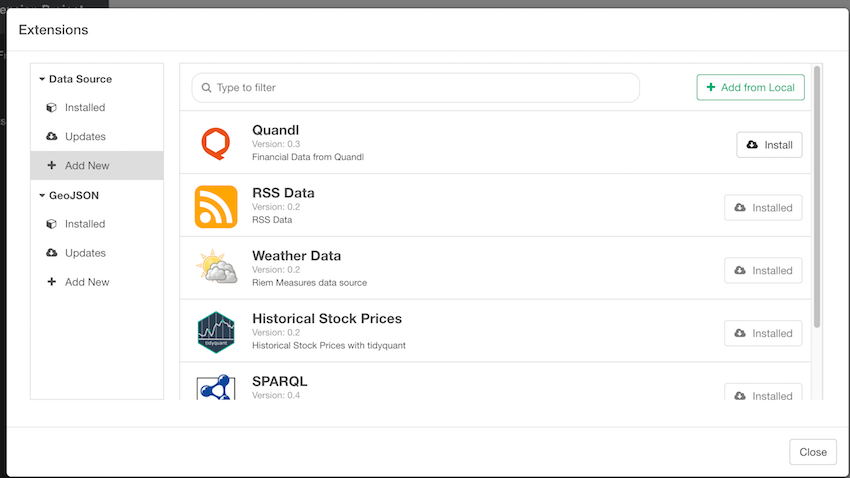 Extensions
Data Source
Installed
Updates
Add New
GeoJSON
Installed
Updates
Add New
Type to filter
Add from Local
Quandl
Version: 0.3
Financial Data from Quandl
Install
RSS Data
Version: 0.2
RSS Data
Installed
Weather Data
Version: 0.2
Riem Measures data source
Installed
tidyquant
Historical Stock Prices
Version: 0.2
Historical Stock Prices with tidyquant
Installed
SPARQL
Version: 0.4
Installed
Close